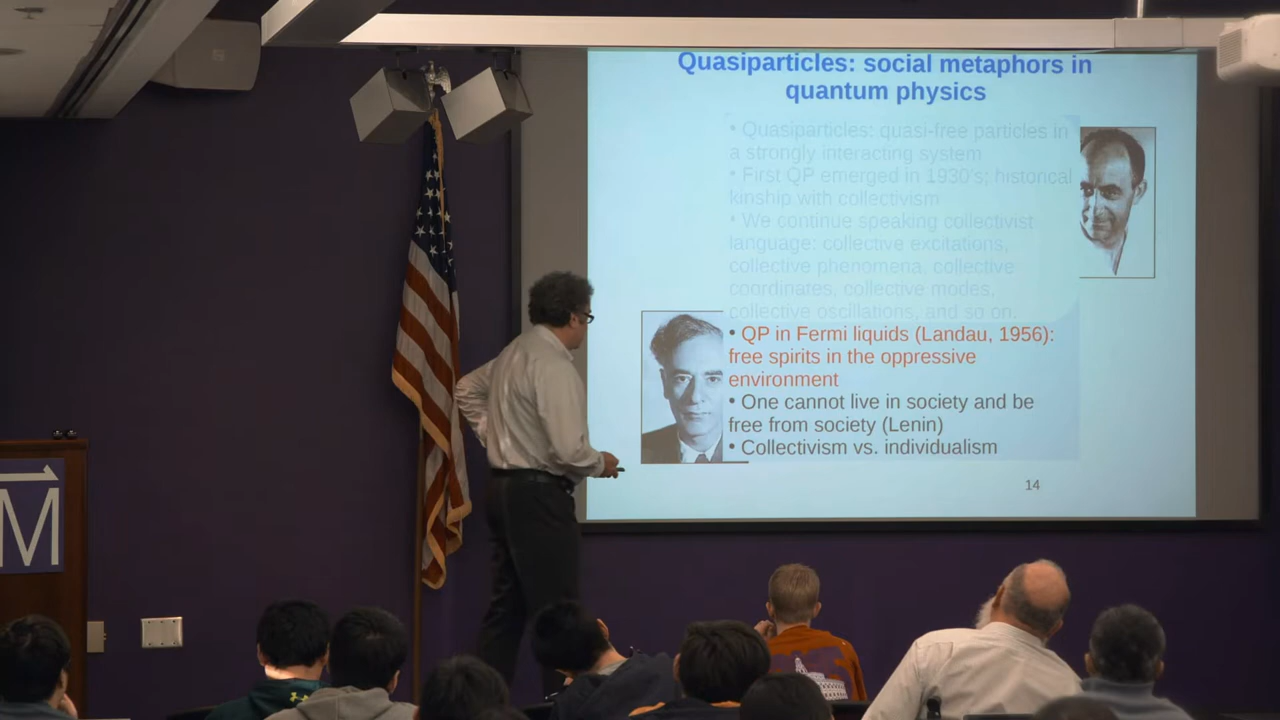 Quasiparticles: social metaphors in
quantum physics
• Quasiparticles: quasi-free particles in
a strongly interacting system
• First QP emerged in 1930's; historical
kinship with collectivism
• We continue speaking collectivist
language: collective excitations,
collective phenomena, collective
coordinates, collective modes,
collective oscillations, and so on.
• QP in Fermi liquids (Landau, 1956):
free spirits in the oppressive
environment
• One cannot live in society and be
free from society (Lenin)
• Collectivism vs. individualism
14
M